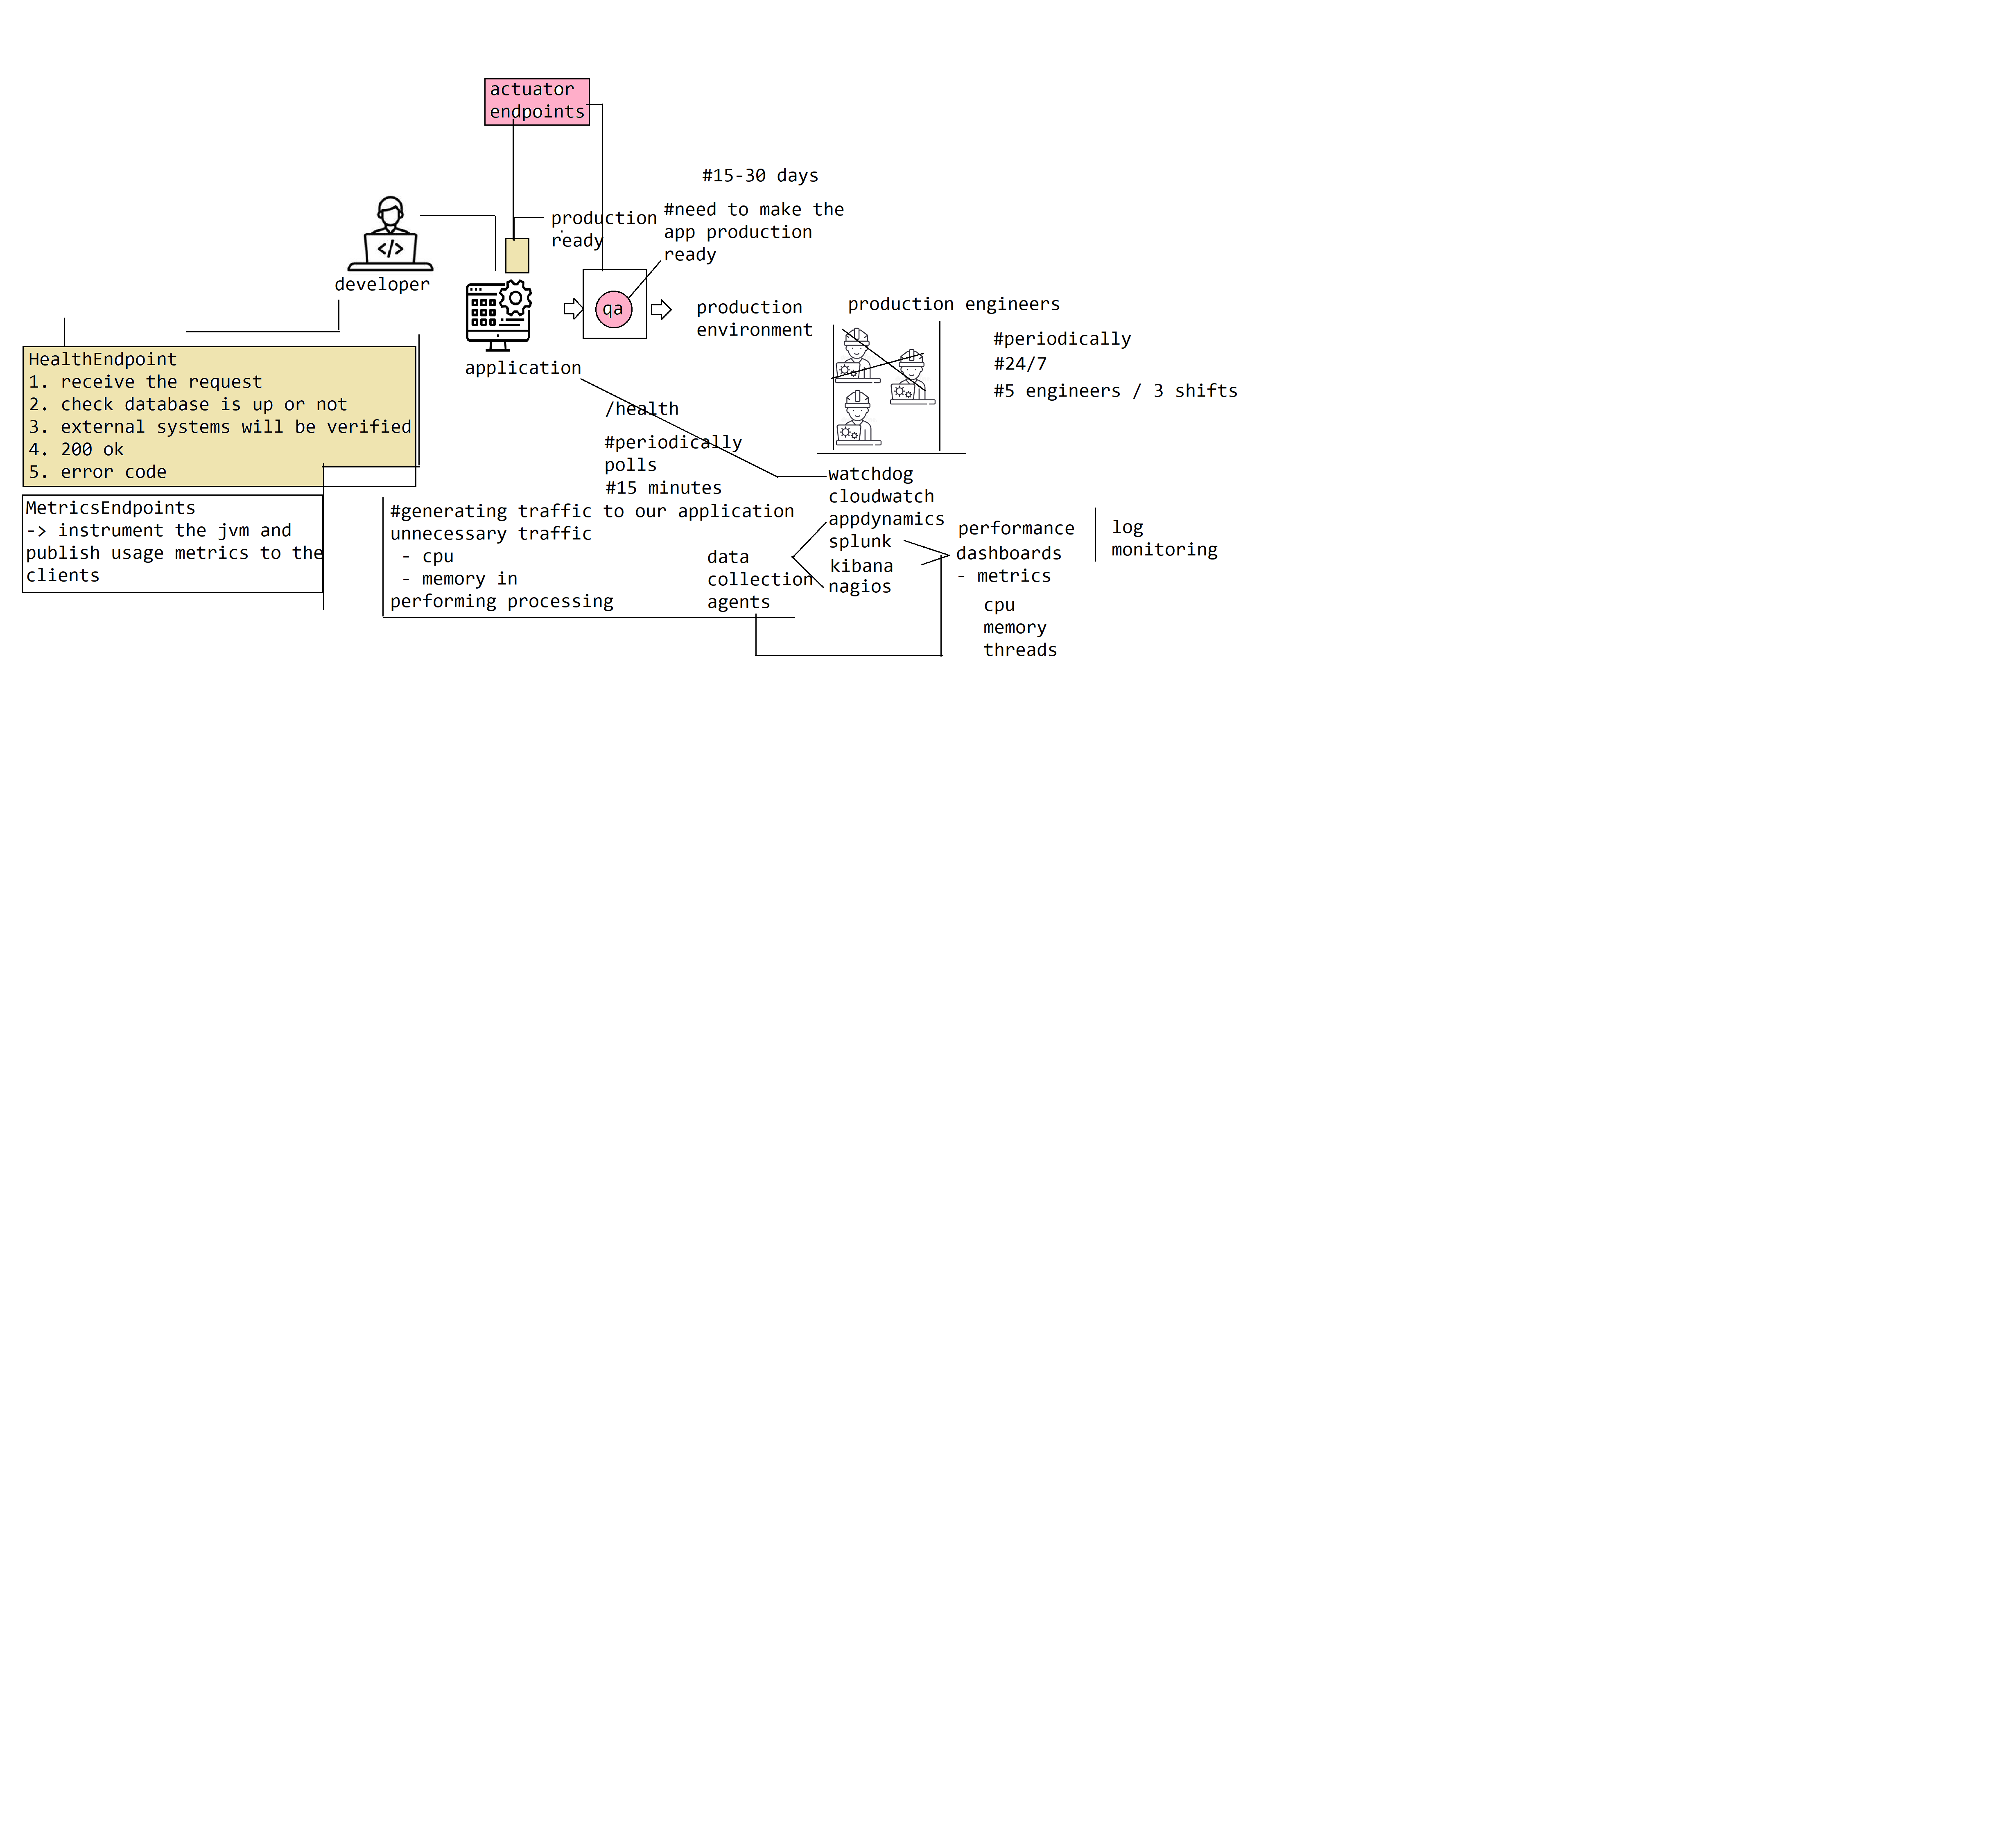 actuator
endpoints
#15-30 days
production
ready
#need to make the
app production
ready
developer
qa
production
environment
production engineers
#periodically
#24/7
#5 engineers / 3 shifts
application
HealthEndpoint
1. receive the request
2. check database is up or not
3. external systems will be verified
4. 200 ok
5. error code
/health
#periodically
polls
#15 minutes
MetricsEndpoints
-> instrument the jvm and
publish usage metrics to the
clients
#generating traffic to our application
unnecessary traffic
- cpu
- memory in
performing processing
data
collection
agents
watchdog
cloudwatch
appdynamics
splunk
kibana
nagios
performance
dashboards
- metrics
cpu
memory
threads
log
monitoring